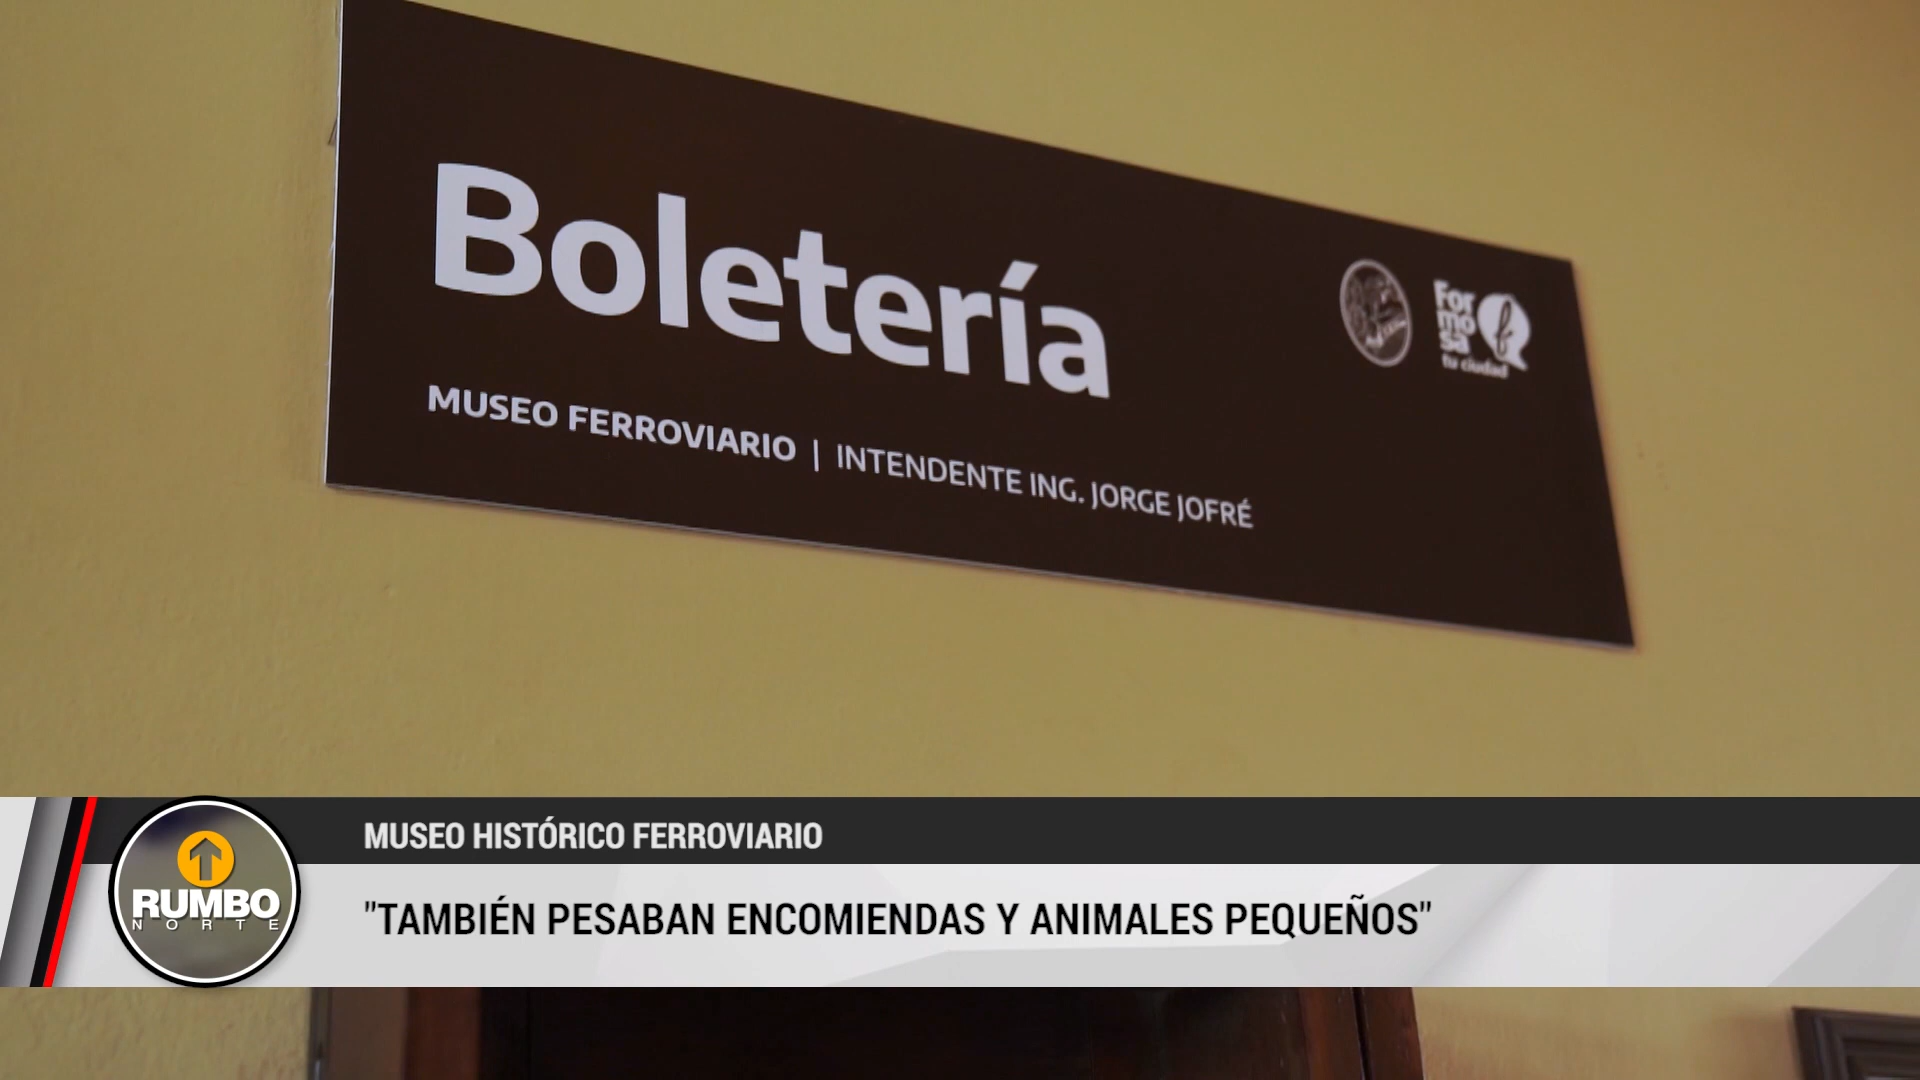 Boletería
MUSEO FERROVIARIO | INTENDENTE ING. JORGE JOFRÉ
For
mo
sa
tu ciudad
MUSEO HISTÓRICO FERROVIARIO
RUMBO
NORTE
"TAMBIÉN PESABAN ENCOMIENDAS Y ANIMALES PEQUEÑOS"